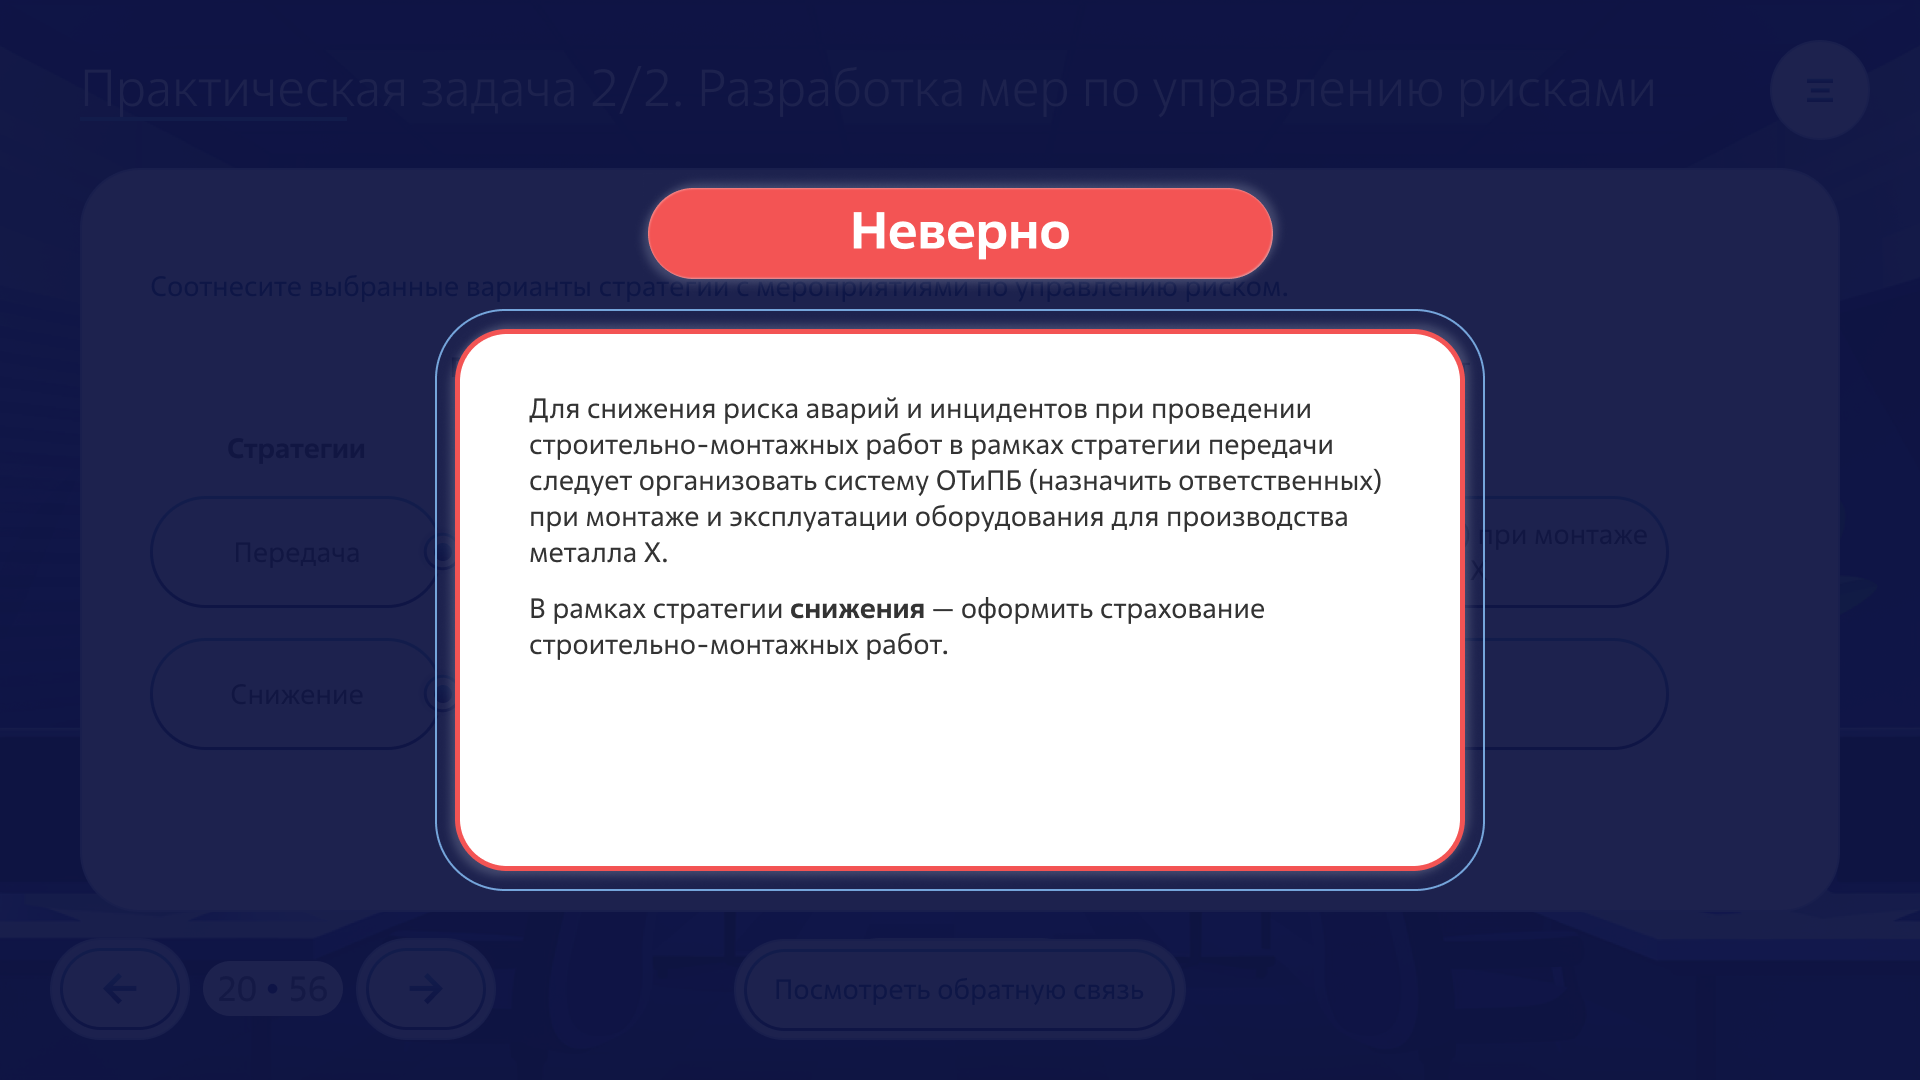 Практическая задача 2/2. Разработка мер по управлению рисками
Неверно
Соотнесите выбранные варианты стратегий с мероприятиями по управлению риском.
Для снижения риска аварий и инцидентов при проведении
строительно-монтажных работ в рамках стратегии передачи
следует организовать систему ОТиПБ (назначить ответственных)
при монтаже и эксплуатации оборудования для производства
металла X.
В рамках стратегии снижения — оформить страхование
строительно-монтажных работ.
Стратегии
Передача
) при монтаже
X
Снижение
20 • 56
Посмотреть обратную связь